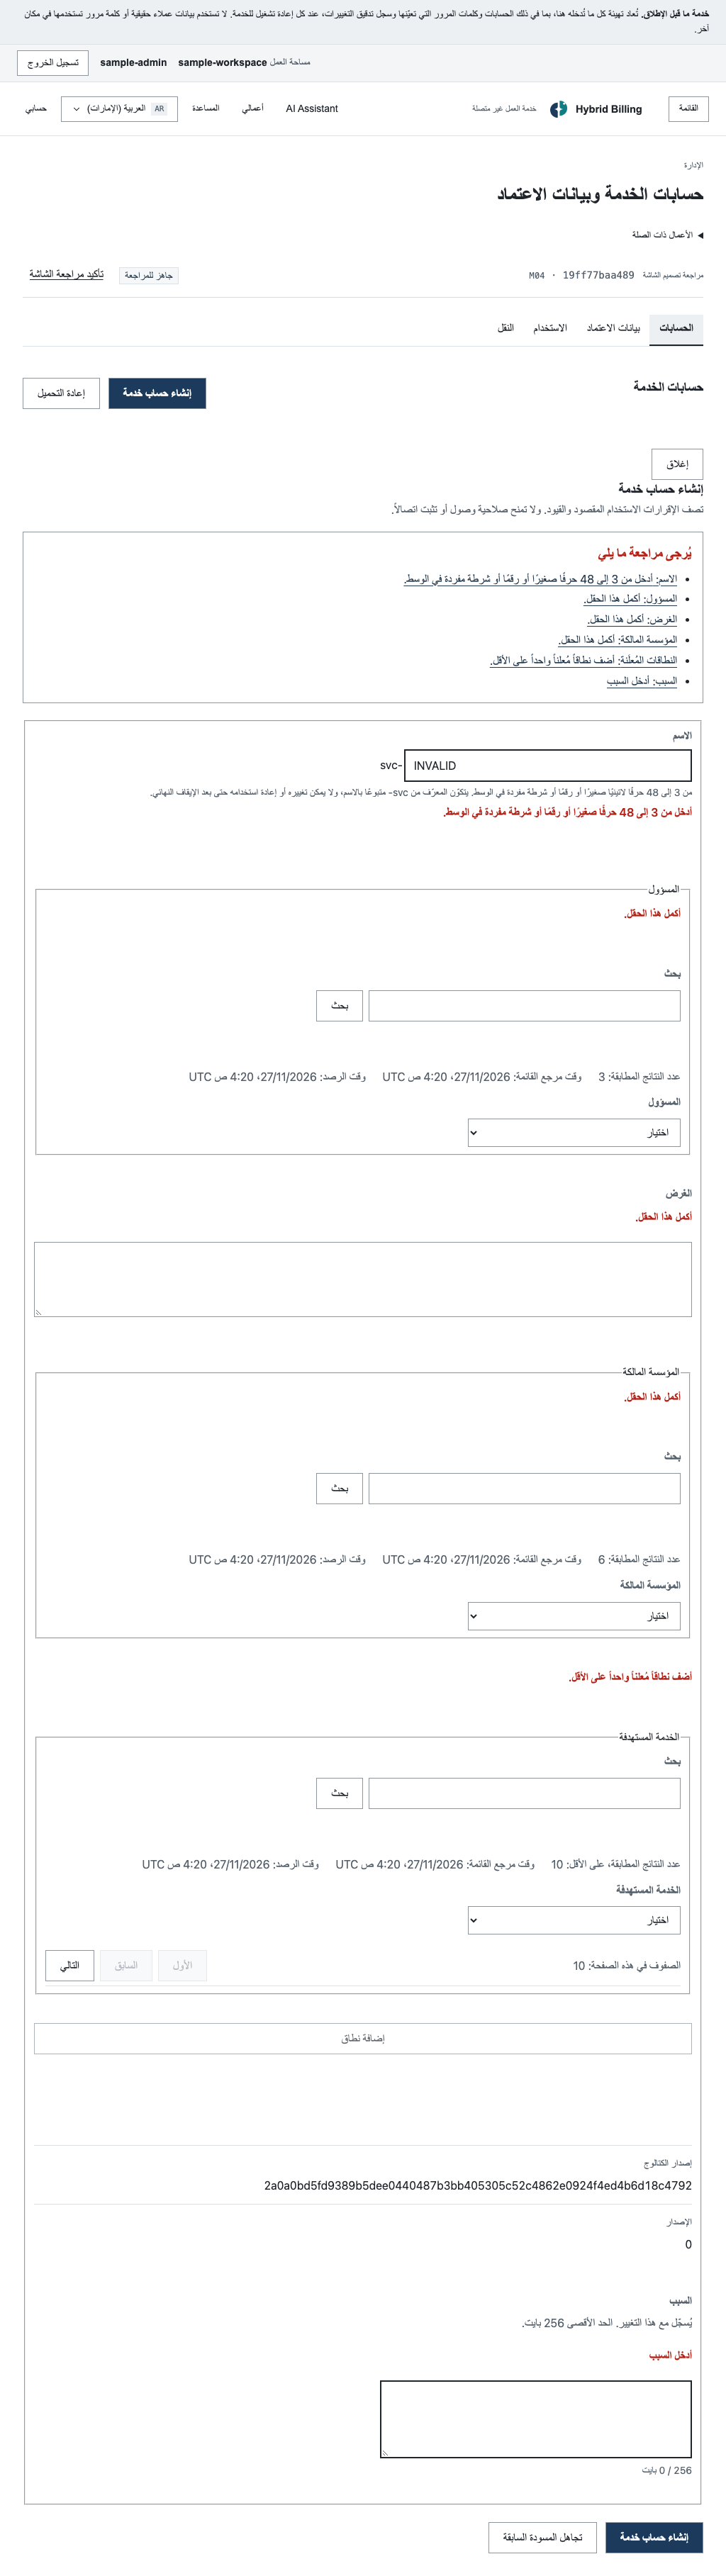 خدمة ما قبل الإطلاق. تُعاد تهيئة كل ما تُدخله هنا، بما في ذلك الحسابات وكلمات المرور التي تعيّنها وسجل تدقيق التغييرات، عند كل إعادة تشغيل للخدمة. لا تستخدم بيانات عملاء حقيقية أو كلمة مرور تستخدمها في مكان
آخر.
مساحة العمل sample-workspace sample-admin تسجيل الخروج
القائمة Hybrid Billing خدمة العمل غير متصلة AI Assistant أعمالي المساعدة AR العربية (الإمارات) حسابي
الإدارة
حسابات الخدمة وبيانات الاعتماد
الأعمال ذات الصلة
مراجعة تصميم الشاشة M04 · 19ff77baa489 جاهز للمراجعة تأكيد مراجعة الشاشة
الحسابات بيانات الاعتماد الاستخدام النقل
حسابات الخدمة إنشاء حساب خدمة إعادة التحميل
إغلاق
إنشاء حساب خدمة
تصف الإقرارات الاستخدام المقصود والقيود. ولا تمنح صلاحية وصول أو تثبت اتصالاً.
يُرجى مراجعة ما يلي
الاسم: أدخل من 3 إلى 48 حرفًا صغيرًا أو رقمًا أو شرطة مفردة في الوسط.
المسؤول: أكمل هذا الحقل.
الغرض: أكمل هذا الحقل.
المؤسسة المالكة: أكمل هذا الحقل.
النطاقات المُعلَنة: أضف نطاقاً مُعلناً واحداً على الأقل.
السبب: أدخل السبب
الاسم
svc- INVALID
من 3 إلى 48 حرفًا لاتينيًا صغيرًا أو رقمًا أو شرطة مفردة في الوسط. يتكوّن المعرّف من svc- متبوعًا بالاسم، ولا يمكن تغييره أو إعادة استخدامه حتى بعد الإيقاف النهائي.
أدخل من 3 إلى 48 حرفًا صغيرًا أو رقمًا أو شرطة مفردة في الوسط.
المسؤول
أكمل هذا الحقل.
بحث
بحث
عدد النتائج المطابقة: 3 وقت مرجع القائمة: 27/11/2026، 4:20 ص UTC وقت الرصد: 27/11/2026، 4:20 ص UTC
المسؤول
اختيار
الغرض
أكمل هذا الحقل.
المؤسسة المالكة
أكمل هذا الحقل.
بحث
بحث
عدد النتائج المطابقة: 6 وقت مرجع القائمة: 27/11/2026، 4:20 ص UTC وقت الرصد: 27/11/2026، 4:20 ص UTC
المؤسسة المالكة
اختيار
أضف نطاقاً مُعلناً واحداً على الأقل.
الخدمة المستهدفة
بحث
بحث
عدد النتائج المطابقة، على الأقل: 10 وقت مرجع القائمة: 27/11/2026، 4:20 ص UTC وقت الرصد: 27/11/2026، 4:20 ص UTC
الخدمة المستهدفة
اختيار
الصفوف في هذه الصفحة: 10 الأول السابق التالي
إضافة نطاق
إصدار الكتالوج
2a0a0bd5fd9389b5dee0440487b3bb405305c52c4862e0924f4ed4b6d18c4792
الإصدار
0
السبب
يُسجّل مع هذا التغيير. الحد الأقصى 256 بايت.
أدخل السبب
256 / 0 بايت
إنشاء حساب خدمة تجاهل المسودة السابقة